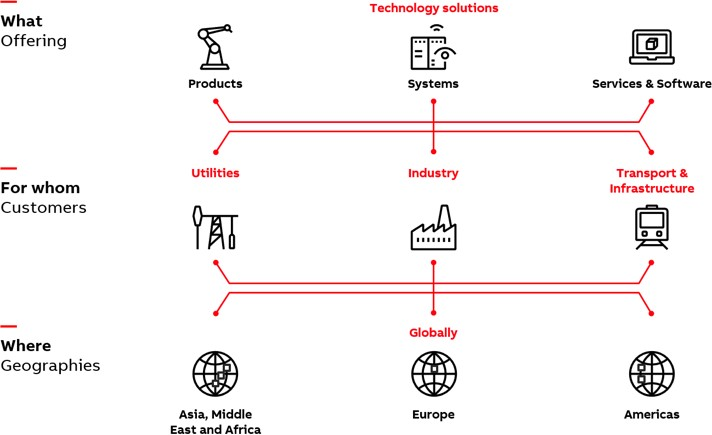 What
Offering
Technology solutions
Products
Systems
Services & Software
For whom
Customers
Utilities
Industry
Transport &
Infrastructure
Where
Geographies
Globally
Asia, Middle
East and Africa
Europe
Americas